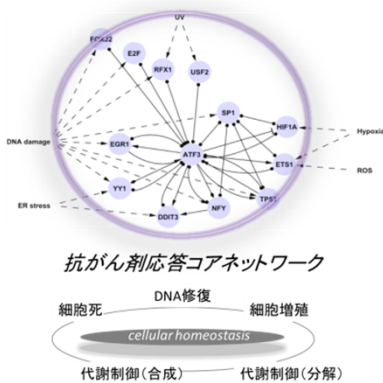 UV
FOXJ2
E2F
RFX1
USF2
SP1
HIF1A
DNA damage
EGR1
ATF3
Hypoxia
ETS1
ROS
YY1
TP53
ER stress
DDIT3
NFY
抗がん剤応答コアネットワーク
DNA修復
細胞死
細胞増殖
cellular homeostasis
代謝制御(合成)
代謝制御(分解)